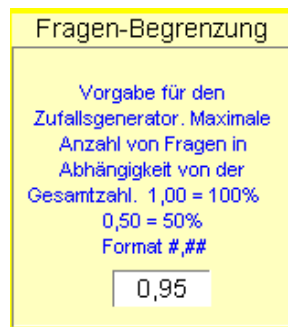 Fragen-Begrenzung
Vorgabe für den
Zufallsgenerator. Maximale
Anzahl von Fragen in
Abhängigkeit von der
Gesamtzahl. 1,00 = 100%
0,50 = 50%
Format #,##
0,95